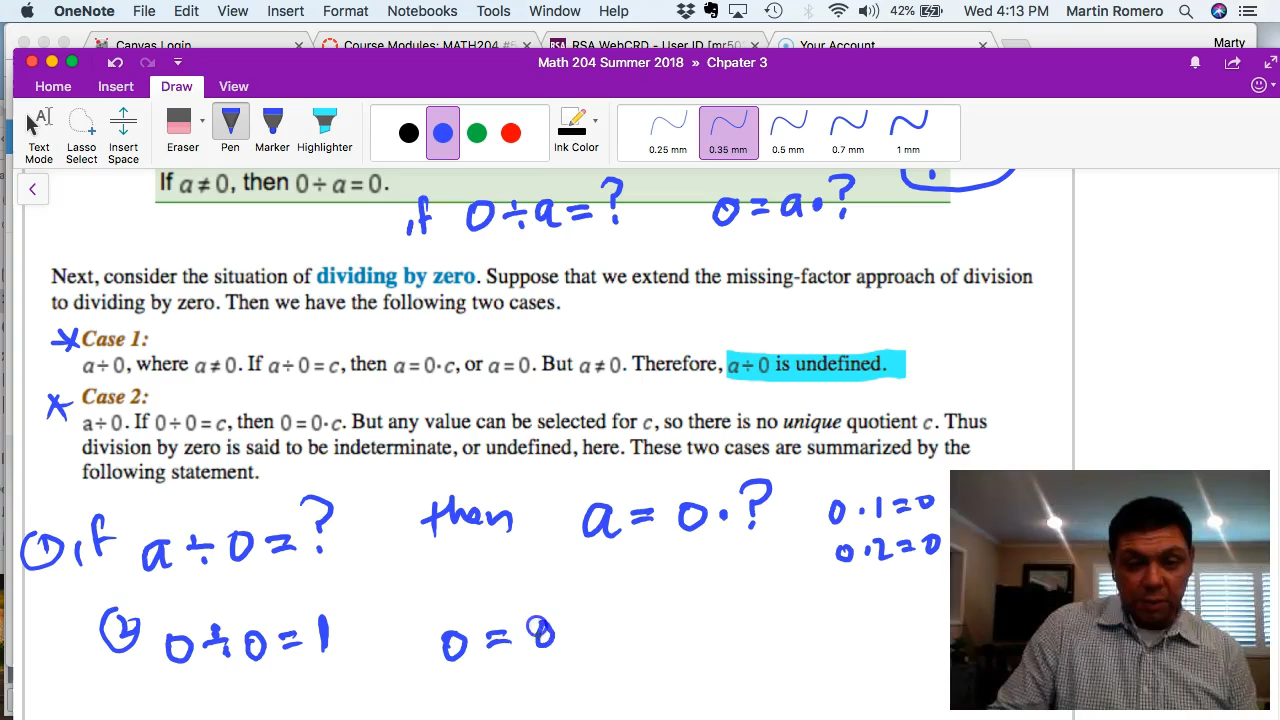 OneNote File Edit View Insert Format Notebooks Tools Window Help 42% Wed 4:13 PM Martin Romero
Canvas Login Course Modules: MATH204 #5 RSA WebCRD - User ID [mr50 Your Account Marty
Math 204 Summer 2018 » Chpater 3
Home Insert Draw View
Text Mode Lasso Select Insert Space Eraser Pen Marker Highlighter Ink Color 0.25 mm 0.35 mm 0.5 mm 0.7 mm 1 mm
If a ≠ 0, then 0 ÷ a = 0.
if 0 ÷ a = ? 0 = a · ?
Next, consider the situation of dividing by zero. Suppose that we extend the missing-factor approach of division
to dividing by zero. Then we have the following two cases.
Case 1:
a ÷ 0, where a ≠ 0. If a ÷ 0 = c, then a = 0 · c, or a = 0. But a ≠ 0. Therefore, a ÷ 0 is undefined.
Case 2:
a ÷ 0. If 0 ÷ 0 = c, then 0 = 0 · c. But any value can be selected for c, so there is no unique quotient c. Thus
division by zero is said to be indeterminate, or undefined, here. These two cases are summarized by the
following statement.
① if a ÷ 0 = ? then a = 0 · ? 0 · 1 = 0
0 · 2 = 0
② 0 ÷ 0 = 1 0 = 0